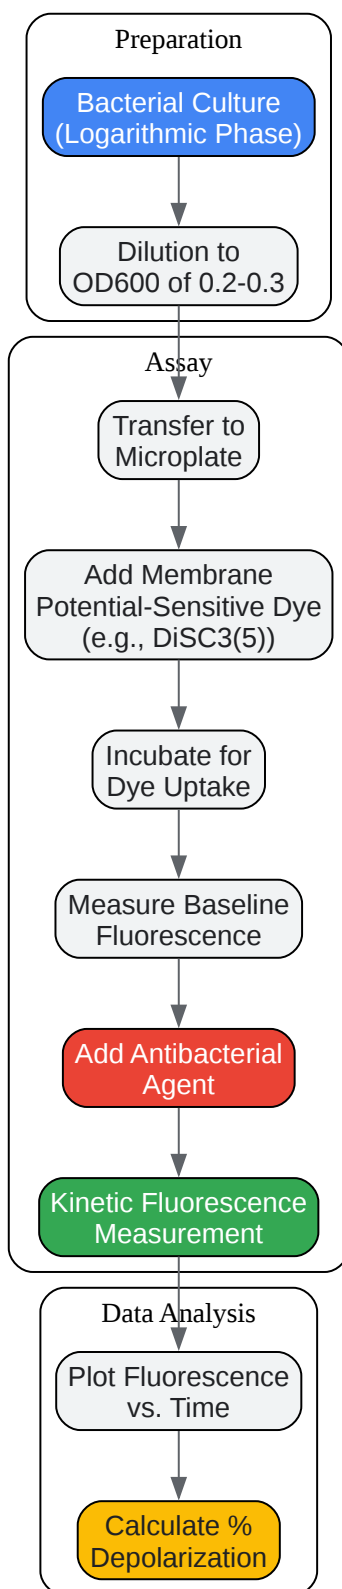 Preparation
Bacterial Culture
(Logarithmic Phase)
Dilution to
OD600 of 0.2-0.3
Assay
Transfer to
Microplate
Add Membrane
Potential-Sensitive Dye
(e.g., DiSC3(5))
Incubate for
Dye Uptake
Measure Baseline
Fluorescence
Add Antibacterial
Agent
Kinetic Fluorescence
Measurement
Data Analysis
Plot Fluorescence
vs. Time
Calculate %
Depolarization